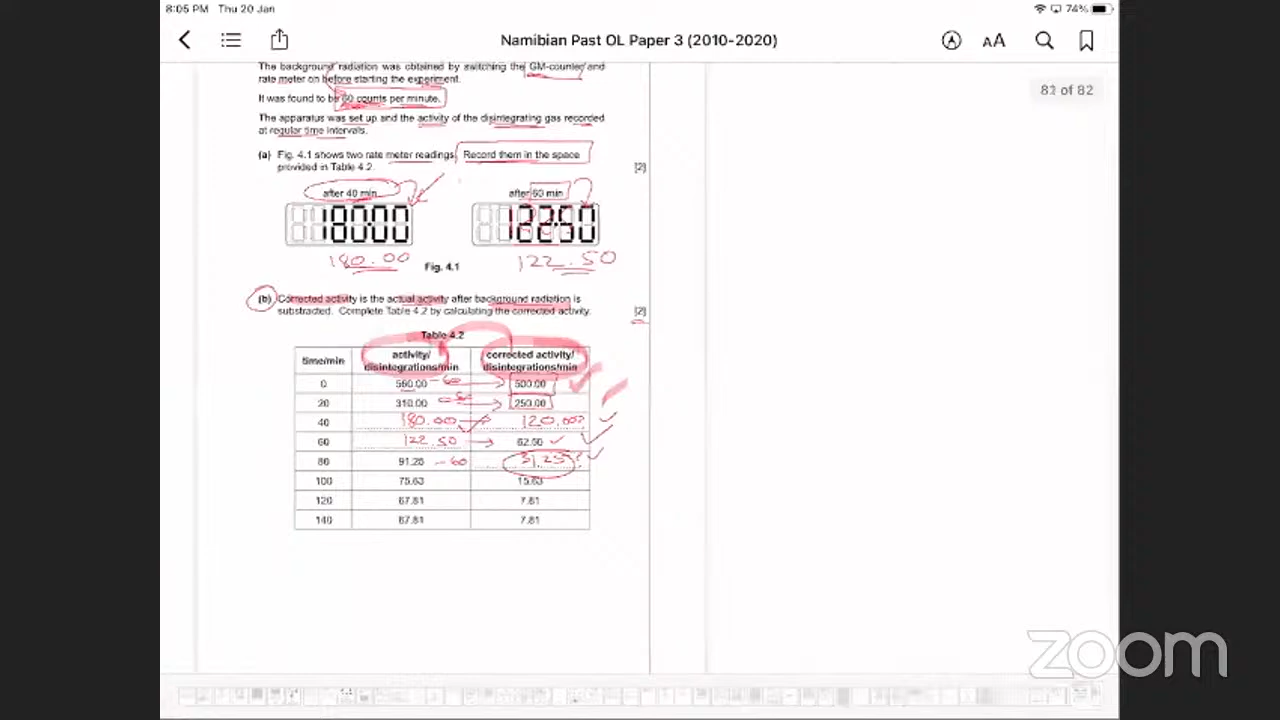 8:05 PM Thu 20 Jan 74%
Namibian Past OL Paper 3 (2010-2020)
AA
82 of 82
The background radiation was obtained by switching the GM-counter and
rate meter on before starting the experiment.
It was found to be 60 counts per minute.
The apparatus was set up and the activity of the disintegrating gas recorded
at regular time intervals.
(a) Fig. 4.1 shows two rate meter readings. Record them in the space
provided in Table 4.2. [2]
after 40 min after 60 min
180.00 122.50
180.00 122.50
Fig. 4.1
(b) Corrected activity is the actual activity after background radiation is
substracted. Complete Table 4.2 by calculating the corrected activity. [2]
Table 4.2
time/min activity/ disintegrations/min corrected activity/ disintegrations/min
0 560.00 - 60 500.00
20 310.00 - 60 250.00
40 180.00 120.00?
60 122.50 62.50
80 91.25 - 60 31.25?
100 75.63 15.63
120 67.81 7.81
140 67.81 7.81
zoom